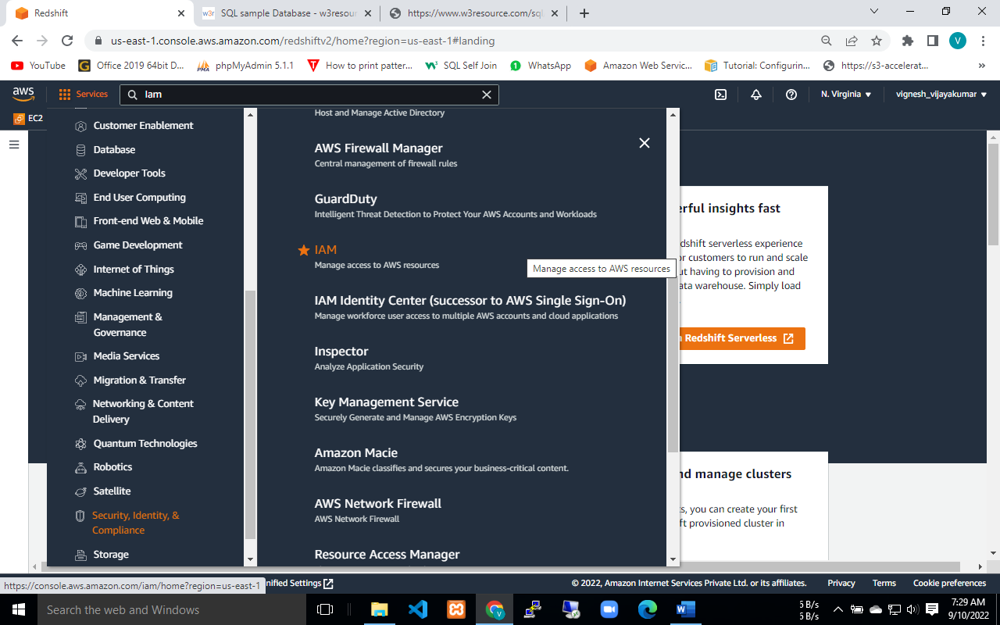 Redshift
w3r
SQL sample Database - w3resour
https://www.w3resource.com/sql
us-east-1.console.aws.amazon.com/redshiftv2/home?region=us-east-1#landing
V
YouTube
Office 2019 64bit D...
phpMyAdmin 5.1.1
How to print patter...
SQL Self Join
WhatsApp
Amazon Web Servic...
Tutorial: Configurin...
https://s3-accelerat...
»
aws
Services
Iam
N. Virginia
vignesh_vijayakumar
EC2
Customer Enablement
Database
Developer Tools
End User Computing
Front-end Web & Mobile
Game Development
Internet of Things
Machine Learning
Management &
Governance
Media Services
Migration & Transfer
Networking & Content
Delivery
Quantum Technologies
Robotics
Satellite
Security, Identity, &
Compliance
Storage
Host and Manage Active Directory
AWS Firewall Manager
Central management of firewall rules
GuardDuty
Intelligent Threat Detection to Protect Your AWS Accounts and Workloads
IAM
Manage access to AWS resources
Manage access to AWS resources
IAM Identity Center (successor to AWS Single Sign-On)
Manage workforce user access to multiple AWS accounts and cloud applications
Inspector
Analyze Application Security
Key Management Service
Securely Generate and Manage AWS Encryption Keys
Amazon Macie
Amazon Macie classifies and secures your business-critical content.
AWS Network Firewall
AWS Network Firewall
Resource Access Manager
erful insights fast
dshift serverless experience
or customers to run and scale
ut having to provision and
ata warehouse. Simply load
Redshift Serverless
nd manage clusters
ks, you can create your first
ft provisioned cluster in
https://console.aws.amazon.com/iam/home?region=us-east-1
nified Settings
© 2022, Amazon Internet Services Private Ltd. or its affiliates.
Privacy
Terms
Cookie preferences
Search the web and Windows
5 B/s
5 B/s
7:29 AM
9/10/2022